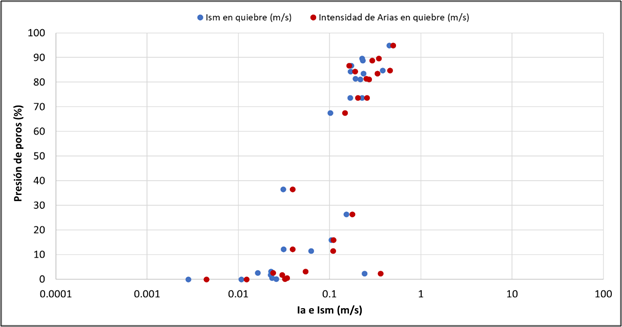 Ism en quiebre (m/s) Intensidad de Arias en quiebre (m/s)
100
90
80
70
60
50
40
30
20
10
0
Presión de poros (%)
0.0001 0.001 0.01 0.1 1 10 100
Ia e Ism (m/s)